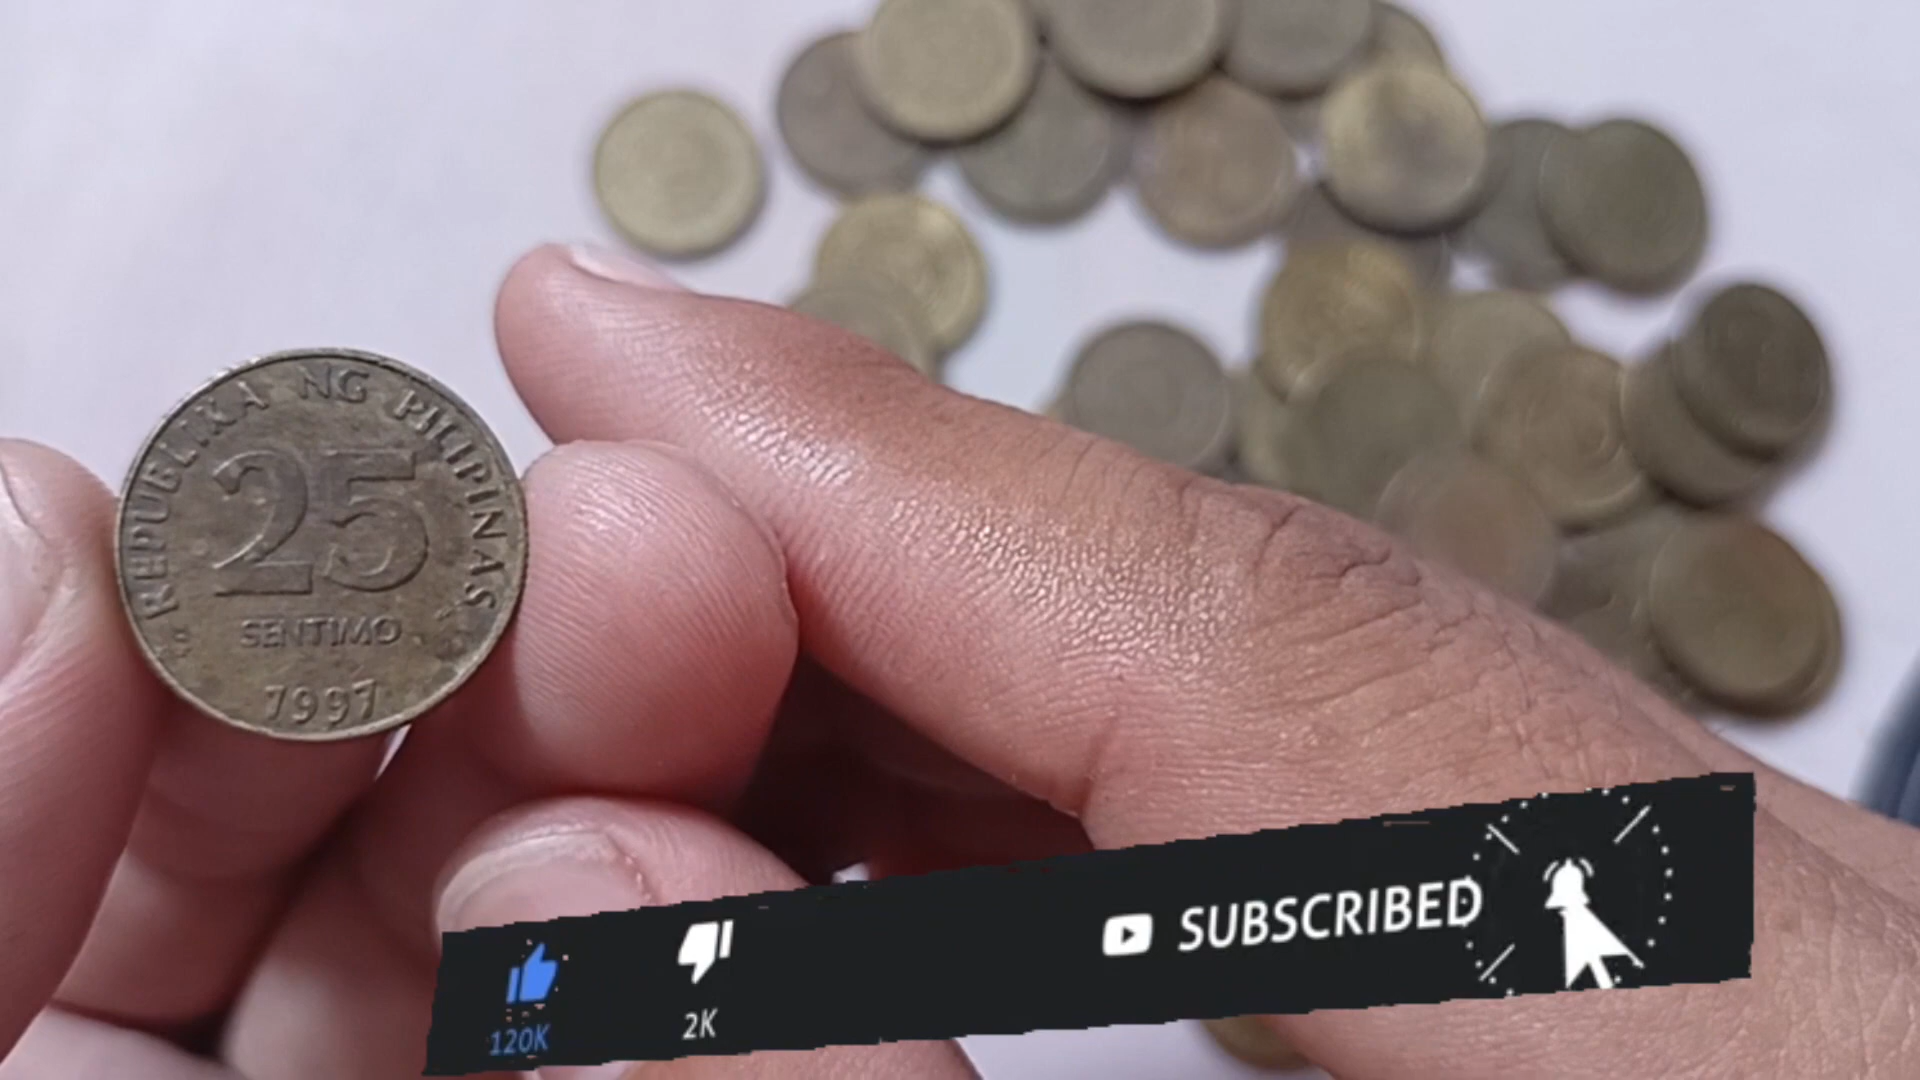 REPUBLIKA NG PILIPINAS
25
SENTIMO
1997
120K
2K
SUBSCRIBED